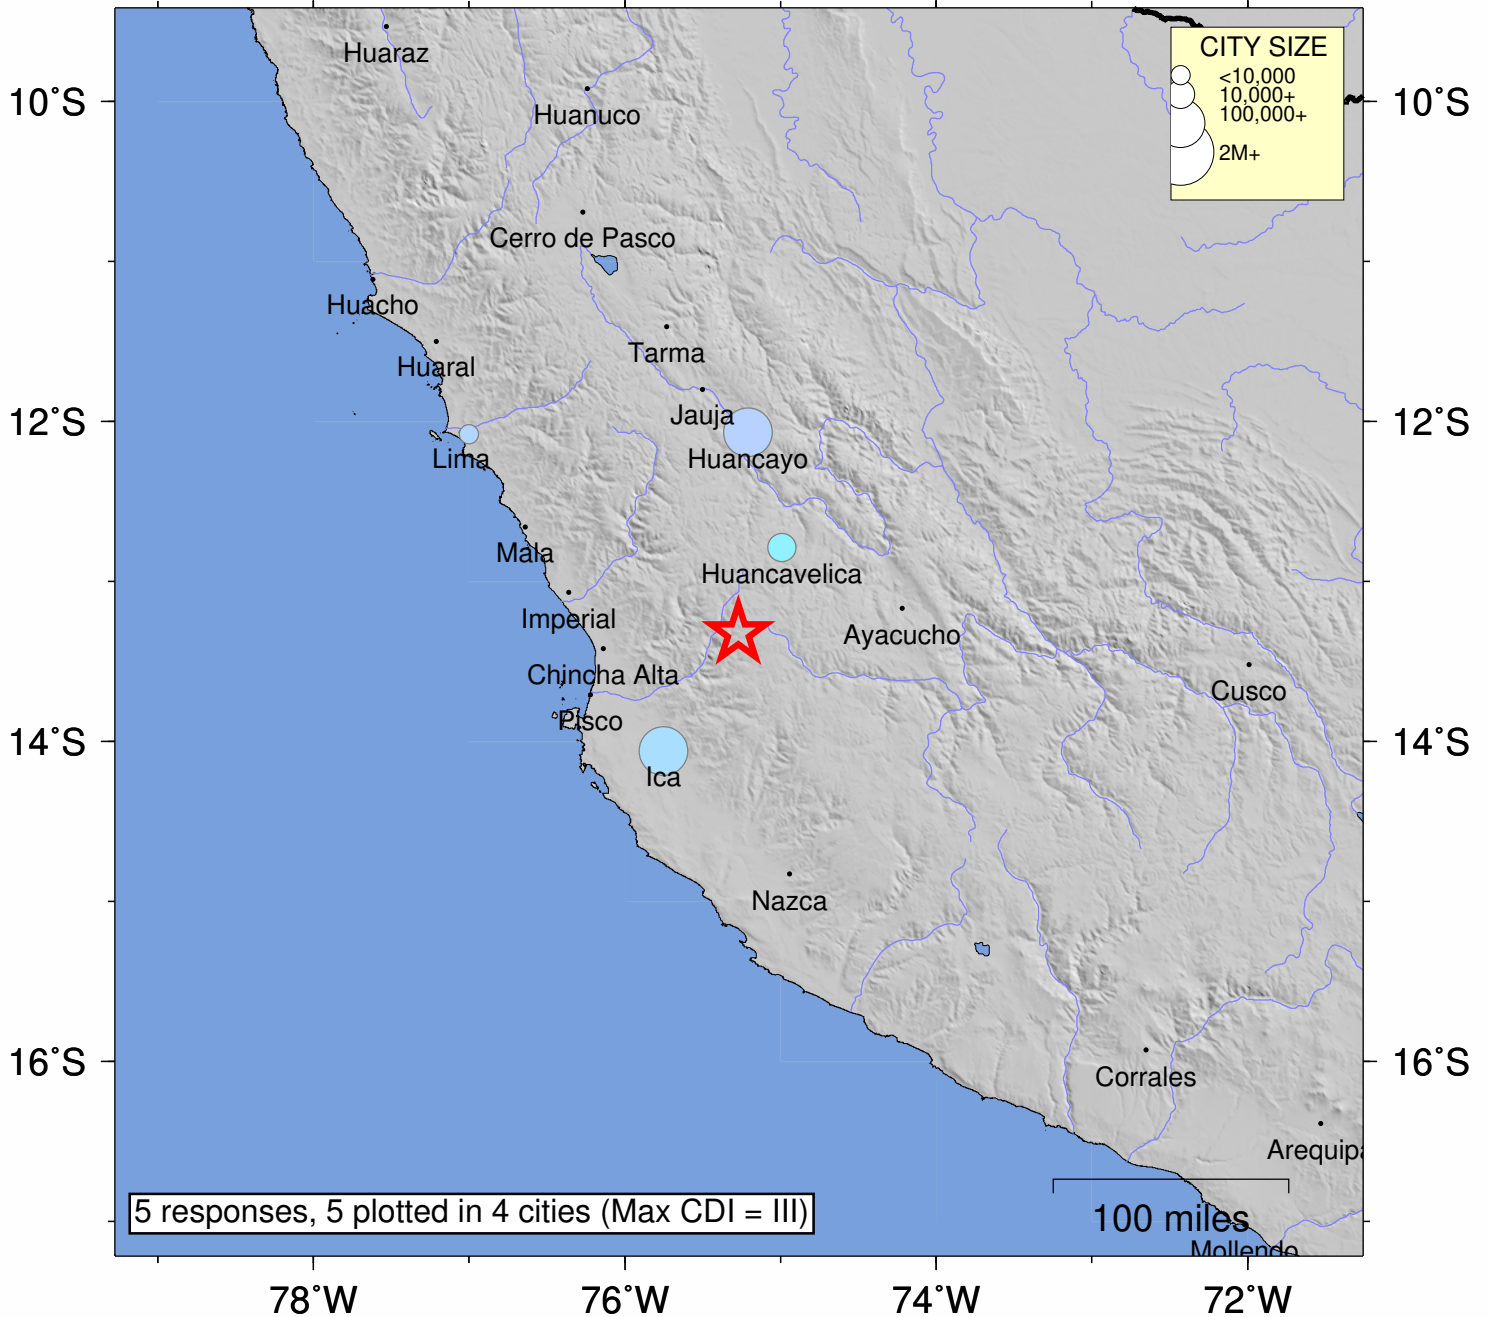 Huaraz
CITY SIZE
<10,000
10,000+
100,000+
2M+
10°S
10°S
Huanuco
Cerro de Pasco
Huacho
Tarma
Huaral
Jauja
12°S
12°S
Lima
Huancayo
Mala
Huancavelica
Imperial
Ayacucho
Chincha Alta
Cusco
Pisco
14°S
14°S
Ica
Nazca
16°S
16°S
Corrales
Arequipa
5 responses, 5 plotted in 4 cities (Max CDI = III)
100 miles
Mollendo
78°W
76°W
74°W
72°W